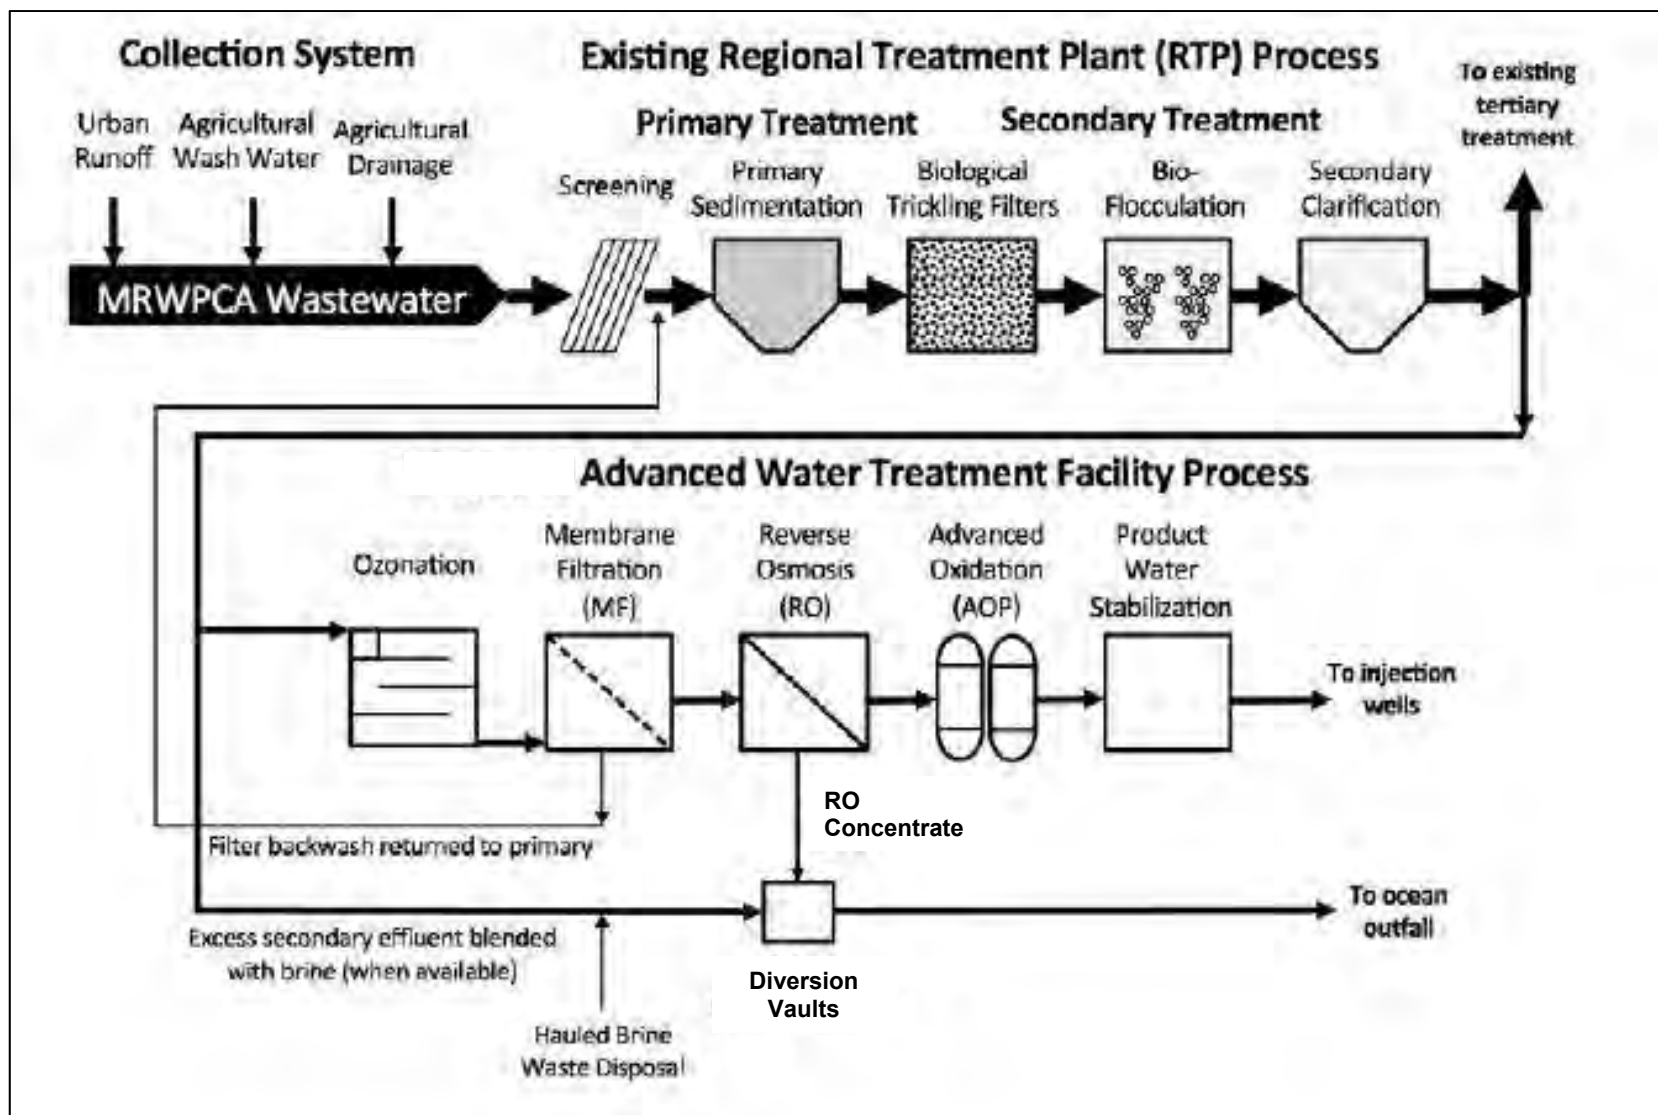 Collection System
Existing Regional Treatment Plant (RTP) Process
To existing
tertiary
treatment
Urban
Runoff
Agricultural
Wash Water
Agricultural
Drainage
Primary Treatment
Secondary Treatment
Screening
Primary
Sedimentation
Biological
Trickling Filters
Bio-
Flocculation
Secondary
Clarification
MRWPCA Wastewater
Advanced Water Treatment Facility Process
Ozonation
Membrane
Filtration
(MF)
Reverse
Osmosis
(RO)
Advanced
Oxidation
(AOP)
Product
Water
Stabilization
To injection
wells
RO
Concentrate
Filter backwash returned to primary
To ocean
outfall
Excess secondary effluent blended
with brine (when available)
Diversion
Vaults
Hauled Brine
Waste Disposal